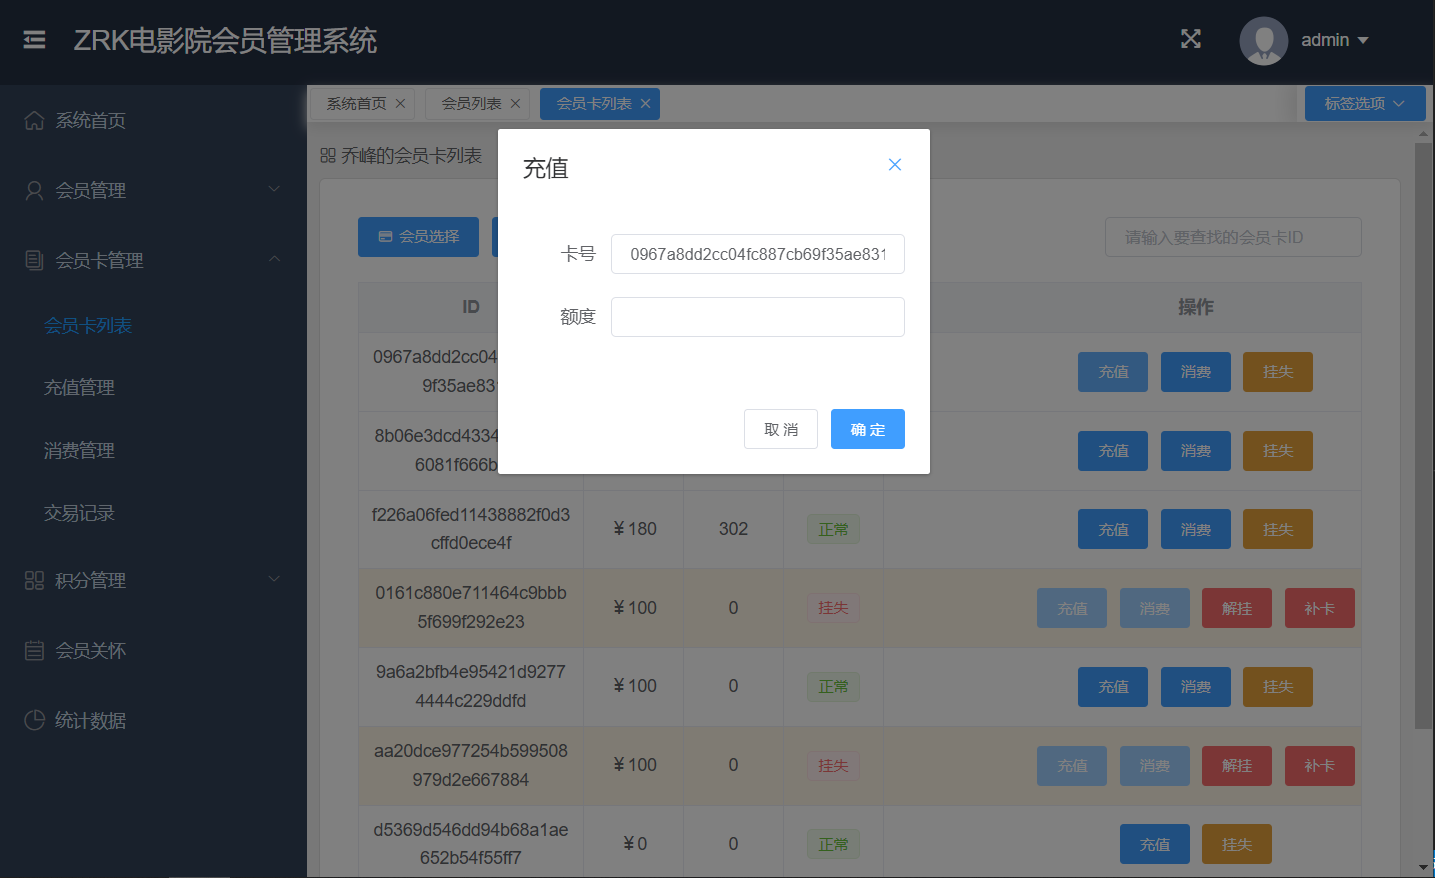 ZRK电影院会员管理系统
admin
系统首页
会员管理
会员卡管理
会员卡列表
充值管理
消费管理
交易记录
积分管理
会员关怀
统计数据
系统首页 会员列表 会员卡列表 标签选项
乔峰的会员卡列表
会员选择
请输入要查找的会员卡ID
充值
卡号 0967a8dd2cc04fc887cb69f35ae831
额度
取 消 确 定
ID 操作
0967a8dd2cc04
9f35ae83
充值 消费 挂失
8b06e3dcd4334
6081f666b
充值 消费 挂失
f226a06fed11438882f0d3
cffd0ece4f
¥180 302 正常 充值 消费 挂失
0161c880e711464c9bbb
5f699f292e23
¥100 0 挂失 充值 消费 解挂 补卡
9a6a2bfb4e95421d9277
4444c229ddfd
¥100 0 正常 充值 消费 挂失
aa20dce977254b599508
979d2e667884
¥100 0 挂失 充值 消费 解挂 补卡
d5369d546dd94b68a1ae
652b54f55ff7
¥0 0 正常 充值 挂失